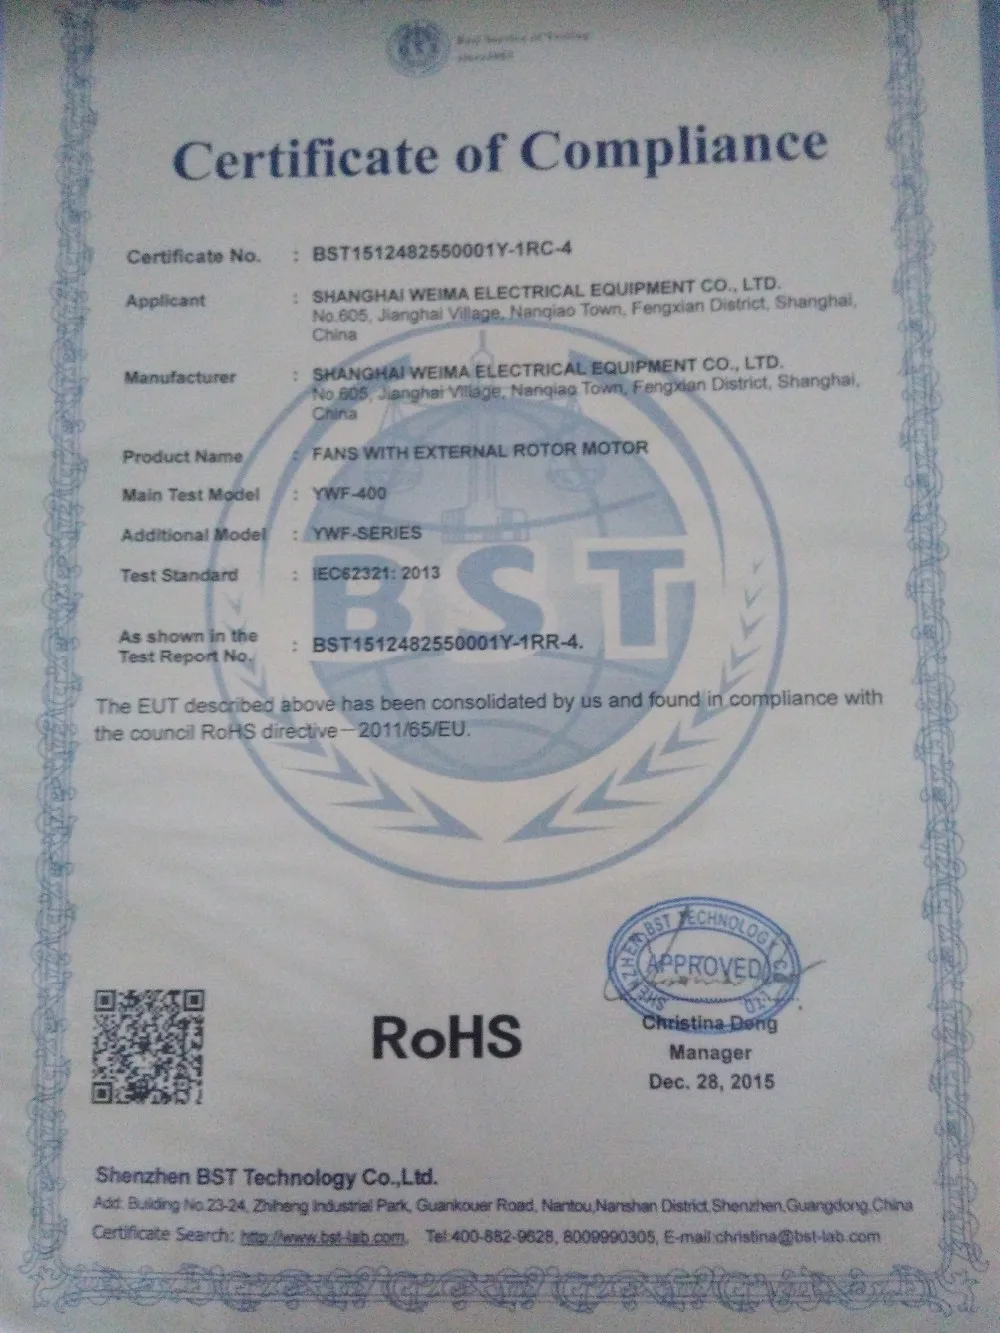 Certificate of Compliance
Certificate No. : BST1512482550001Y-1RC-4
Applicant : SHANGHAI WEIMA ELECTRICAL EQUIPMENT CO., LTD.
No.605, Jianghai Village, Nanqiao Town, Fengxian District, Shanghai,
China
Manufacturer : SHANGHAI WEIMA ELECTRICAL EQUIPMENT CO., LTD.
No.605, Jianghai Village, Nanqiao Town, Fengxian District, Shanghai,
China
Product Name : FANS WITH EXTERNAL ROTOR MOTOR
Main Test Model : YWF-400
Additional Model : YWF-SERIES
Test Standard : IEC62321: 2013
BST
As shown in the
Test Report No. : BST1512482550001Y-1RR-4.
The EUT described above has been consolidated by us and found in compliance with
the council RoHS directive—2011/65/EU.
SHENZHEN BST TECHNOLOGY CO., LTD
APPROVED
RoHS
Christina Deng
Manager
Dec. 28, 2015
Shenzhen BST Technology Co.,Ltd.
Add: Building No.23-24, Zhiheng Industrial Park, Guankouer Road, Nantou,Nanshan District,Shenzhen,Guangdong,China
Certificate Search: http://www.bst-lab.com, Tel:400-882-9628, 8009990305, E-mail:christina@bst-lab.com